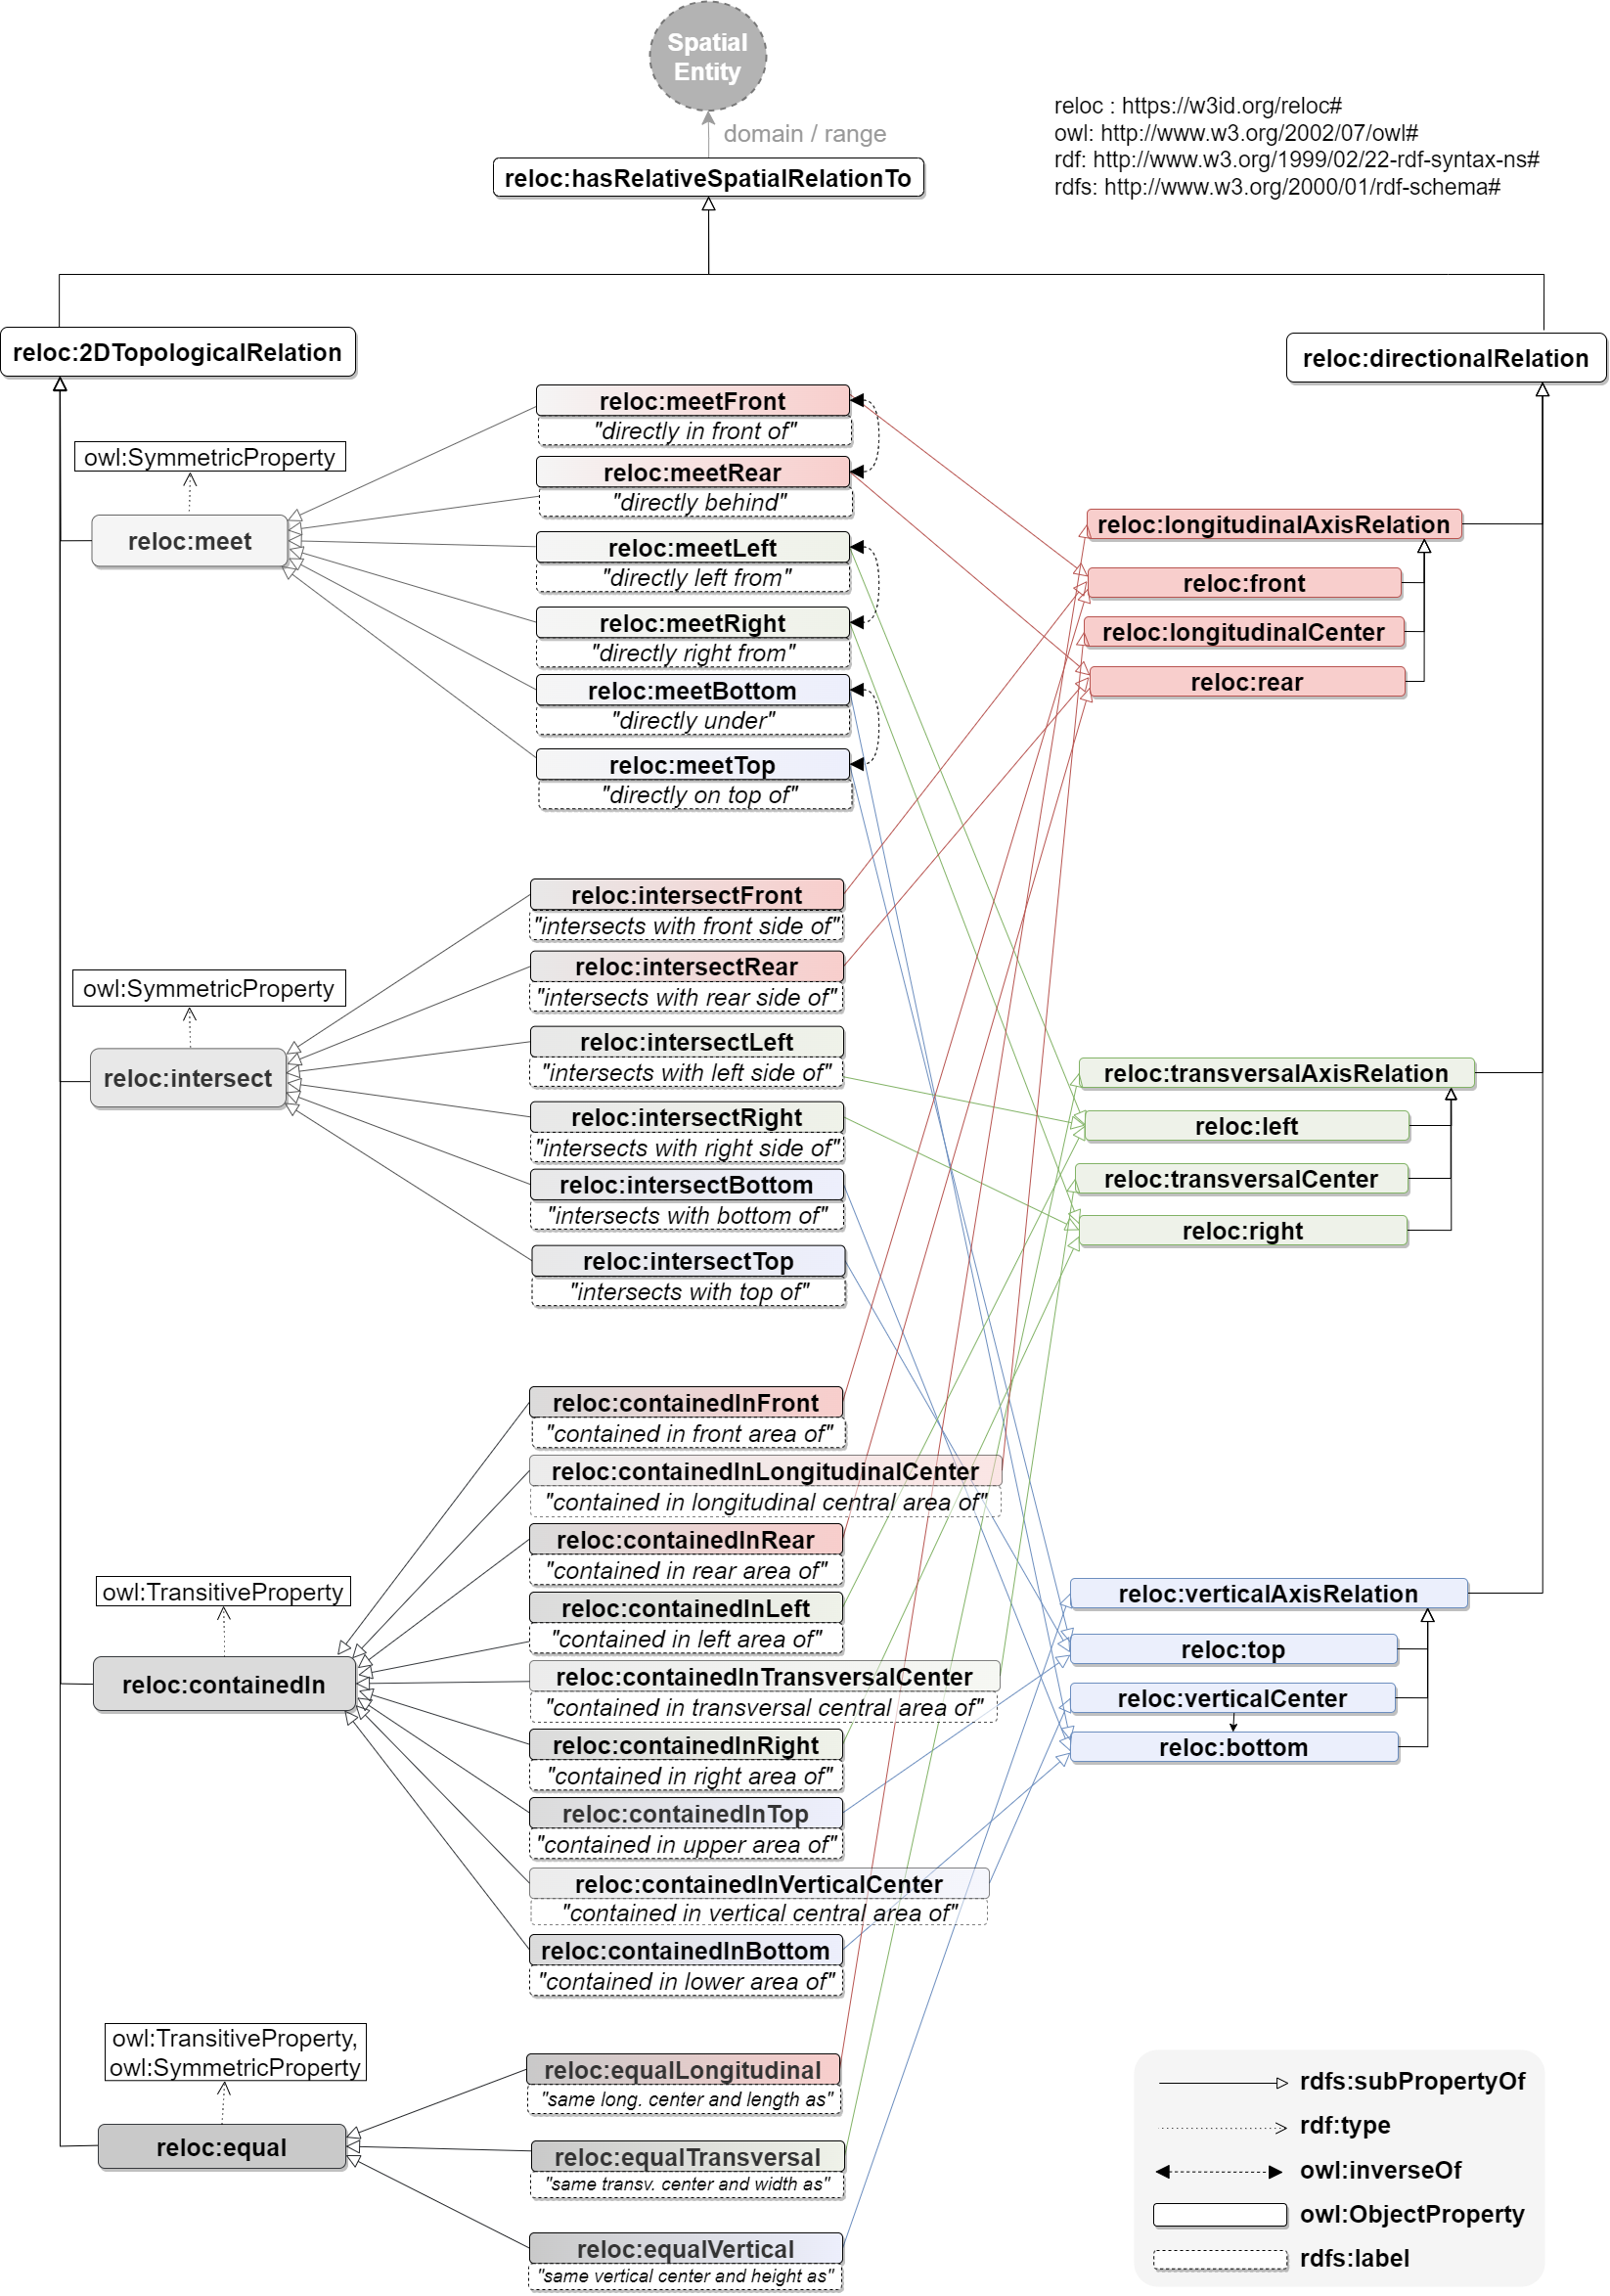 Spatial
Entity
domain / range
reloc:hasRelativeSpatialRelationTo
reloc : https://w3id.org/reloc#
owl: http://www.w3.org/2002/07/owl#
rdf: http://www.w3.org/1999/02/22-rdf-syntax-ns#
rdfs: http://www.w3.org/2000/01/rdf-schema#
reloc:2DTopologicalRelation
reloc:directionalRelation
owl:SymmetricProperty
reloc:meet
reloc:meetFront
"directly in front of"
reloc:meetRear
"directly behind"
reloc:meetLeft
"directly left from"
reloc:meetRight
"directly right from"
reloc:meetBottom
"directly under"
reloc:meetTop
"directly on top of"
reloc:longitudinalAxisRelation
reloc:front
reloc:longitudinalCenter
reloc:rear
owl:SymmetricProperty
reloc:intersect
reloc:intersectFront
"intersects with front side of"
reloc:intersectRear
"intersects with rear side of"
reloc:intersectLeft
"intersects with left side of"
reloc:intersectRight
"intersects with right side of"
reloc:intersectBottom
"intersects with bottom of"
reloc:intersectTop
"intersects with top of"
reloc:transversalAxisRelation
reloc:left
reloc:transversalCenter
reloc:right
owl:TransitiveProperty
reloc:containedIn
reloc:containedInFront
"contained in front area of"
reloc:containedInLongitudinalCenter
"contained in longitudinal central area of"
reloc:containedInRear
"contained in rear area of"
reloc:containedInLeft
"contained in left area of"
reloc:containedInTransversalCenter
"contained in transversal central area of"
reloc:containedInRight
"contained in right area of"
reloc:containedInTop
"contained in upper area of"
reloc:containedInVerticalCenter
"contained in vertical central area of"
reloc:containedInBottom
"contained in lower area of"
reloc:verticalAxisRelation
reloc:top
reloc:verticalCenter
reloc:bottom
owl:TransitiveProperty,
owl:SymmetricProperty
reloc:equal
reloc:equalLongitudinal
"same long. center and length as"
reloc:equalTransversal
"same transv. center and width as"
reloc:equalVertical
"same vertical center and height as"
rdfs:subPropertyOf
rdf:type
owl:inverseOf
owl:ObjectProperty
rdfs:label